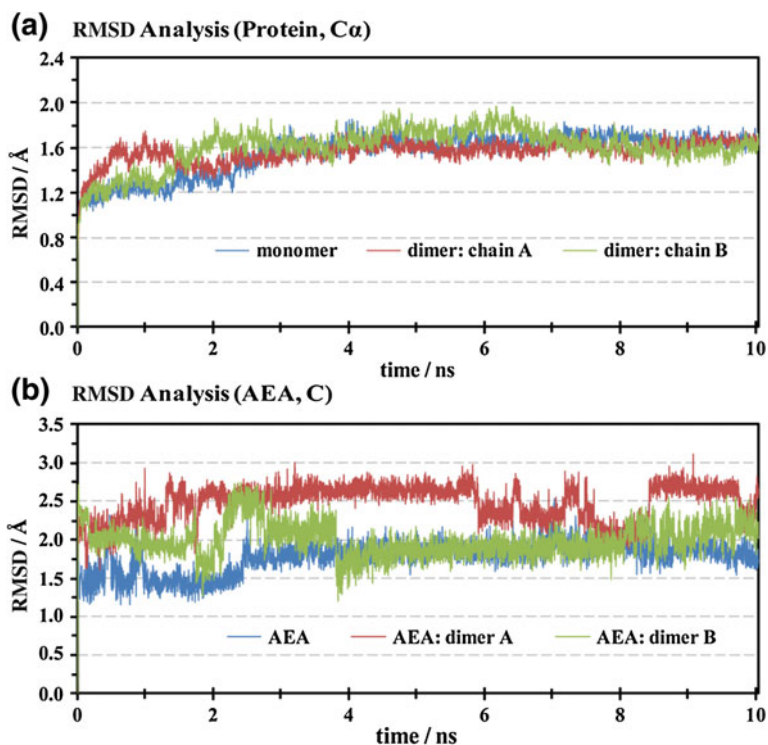 (a) RMSD Analysis (Protein, Cα)
2.4
2.0
1.6
1.2
0.8
0.4
0.0
RMSD / Å
monomer dimer: chain A dimer: chain B
0 2 4 6 8 10
time / ns
(b) RMSD Analysis (AEA, C)
3.5
3.0
2.5
2.0
1.5
1.0
0.5
0.0
RMSD / Å
AEA AEA: dimer A AEA: dimer B
0 2 4 6 8 10
time / ns